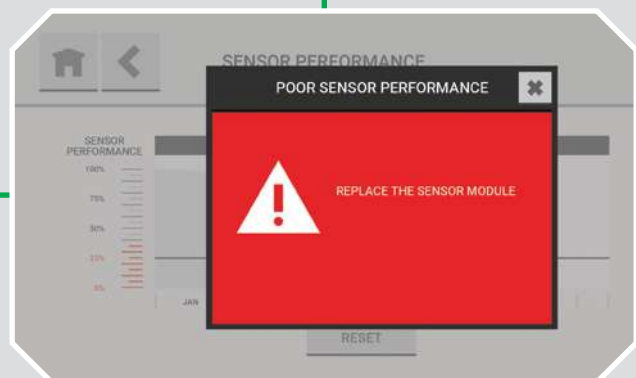 SENSOR PERFORMANCE
POOR SENSOR PERFORMANCE
REPLACE THE SENSOR MODULE
SENSOR
PERFORMANCE
100%
75%
50%
25%
0%
JAN
RESET